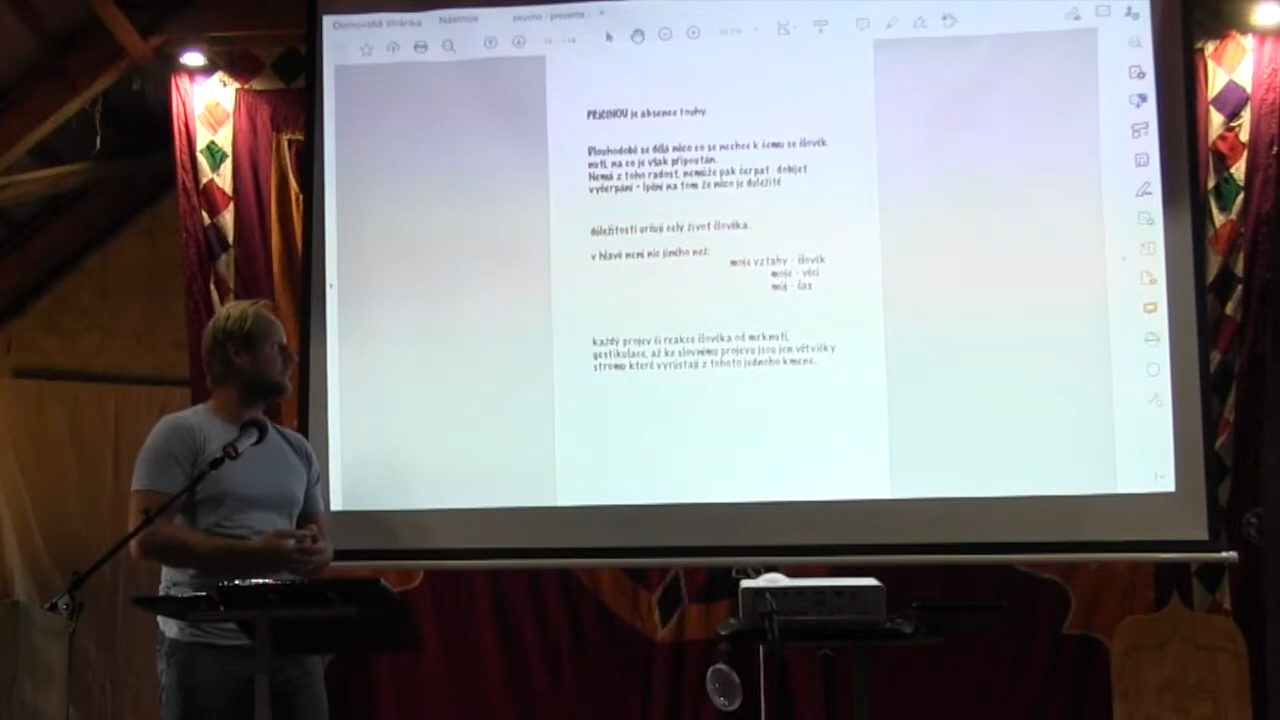 Domovská stránka Nástroje psycho - prezenta...
PŘÍČINOU je absence touhy.
Dlouhodobě se dělá něco co se nechce k čemu se člověk
nutí, na co je však připoután.
Nemá z toho radost, nemůže pak čerpat - dobíjet
vyčerpání = lpění na tom že něco je důležité
důležitosti určují celý život člověka.
v hlavě není nic jiného než:
moje vztahy - člověk
moje - věci
můj - čas
každý projev či reakce člověka od mrknutí,
gestikulace, až ke slovnímu projevu jsou jen větvičky
stromu které vyrůstají z tohoto jednoho kmene.